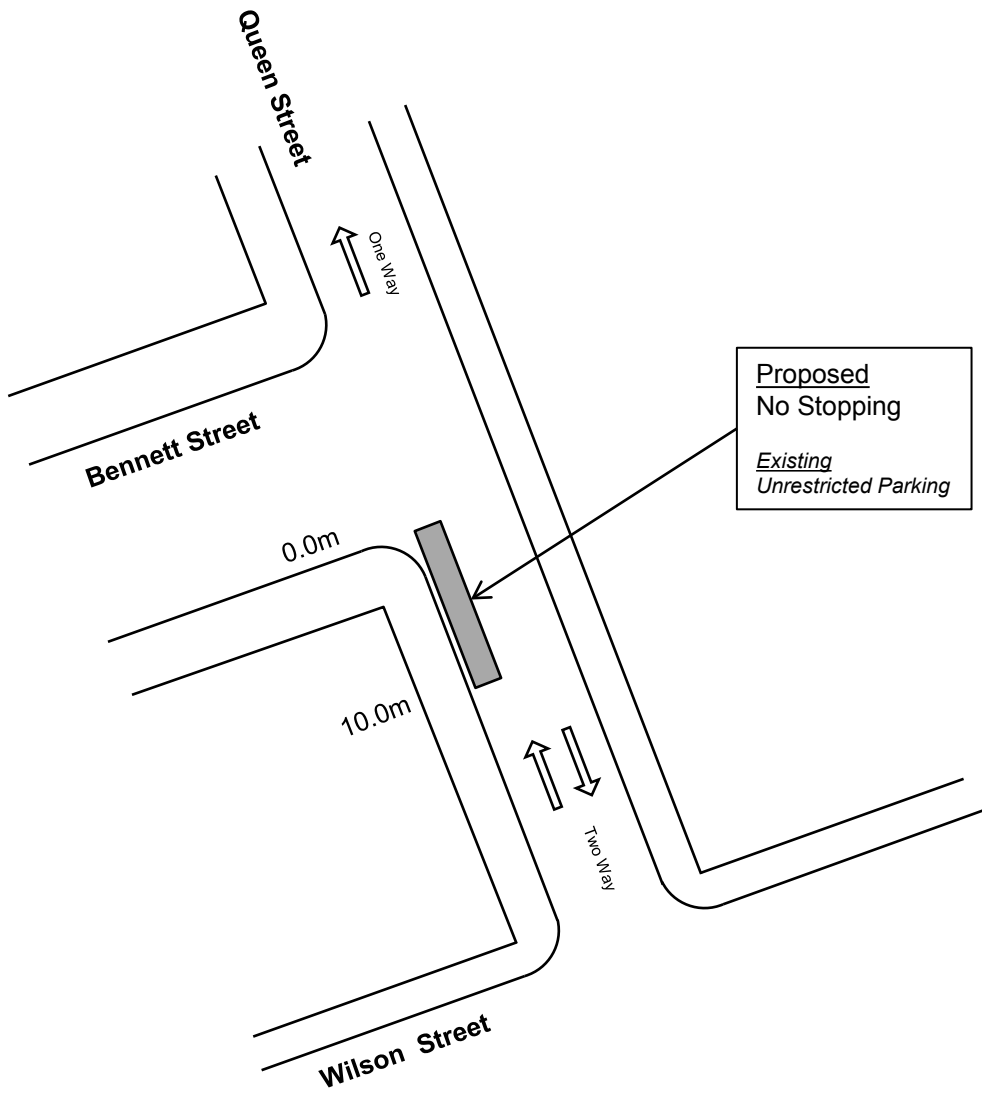 Queen Street
One Way
Proposed
No Stopping
Existing
Unrestricted Parking
Bennett Street
0.0m
10.0m
Two Way
Wilson Street